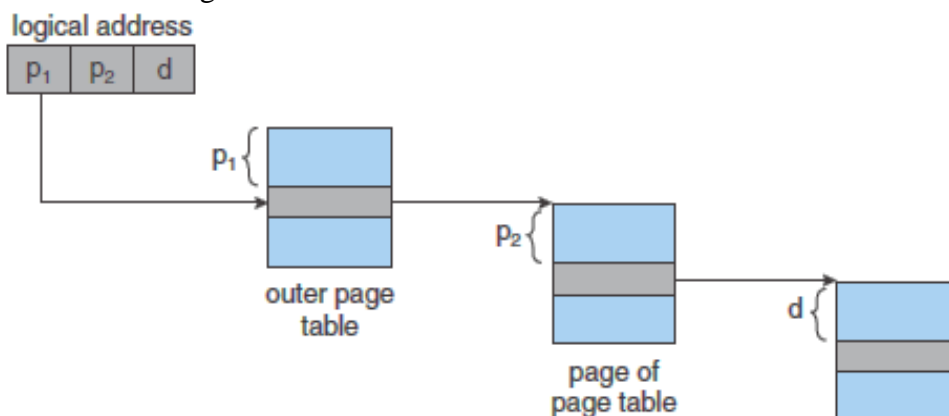 logical address
p₁ p₂ d
p₁
p₂
outer page
table
d
page of
page table